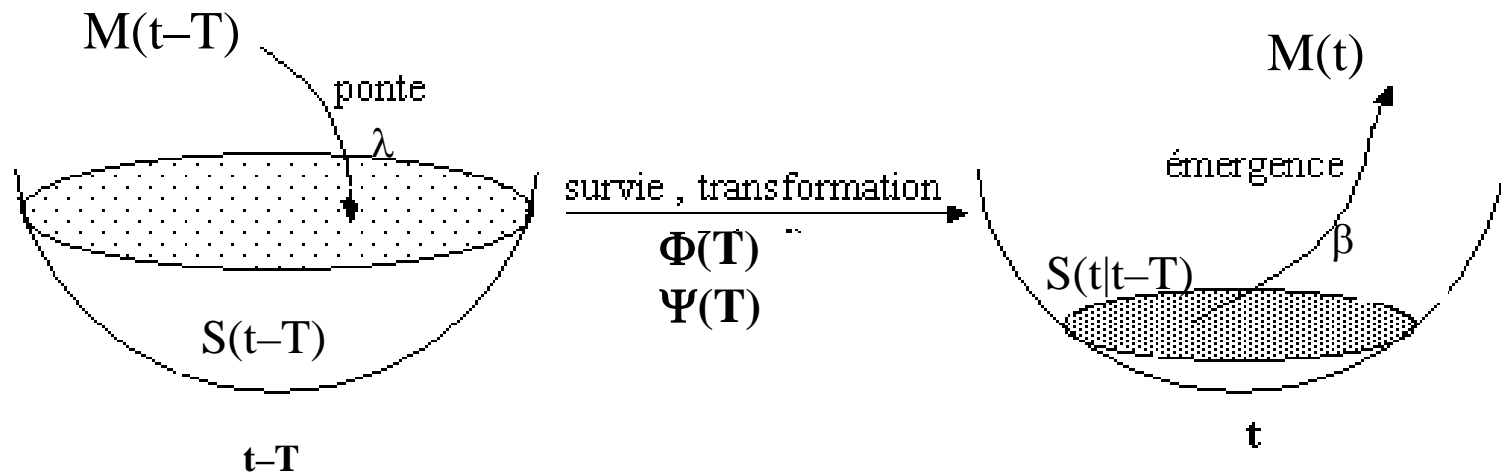 M(t–T)
ponte
λ
S(t–T)
t–T
survie , transformation
Φ(T)
Ψ(T)
M(t)
émergence
β
S(t|t–T)
t